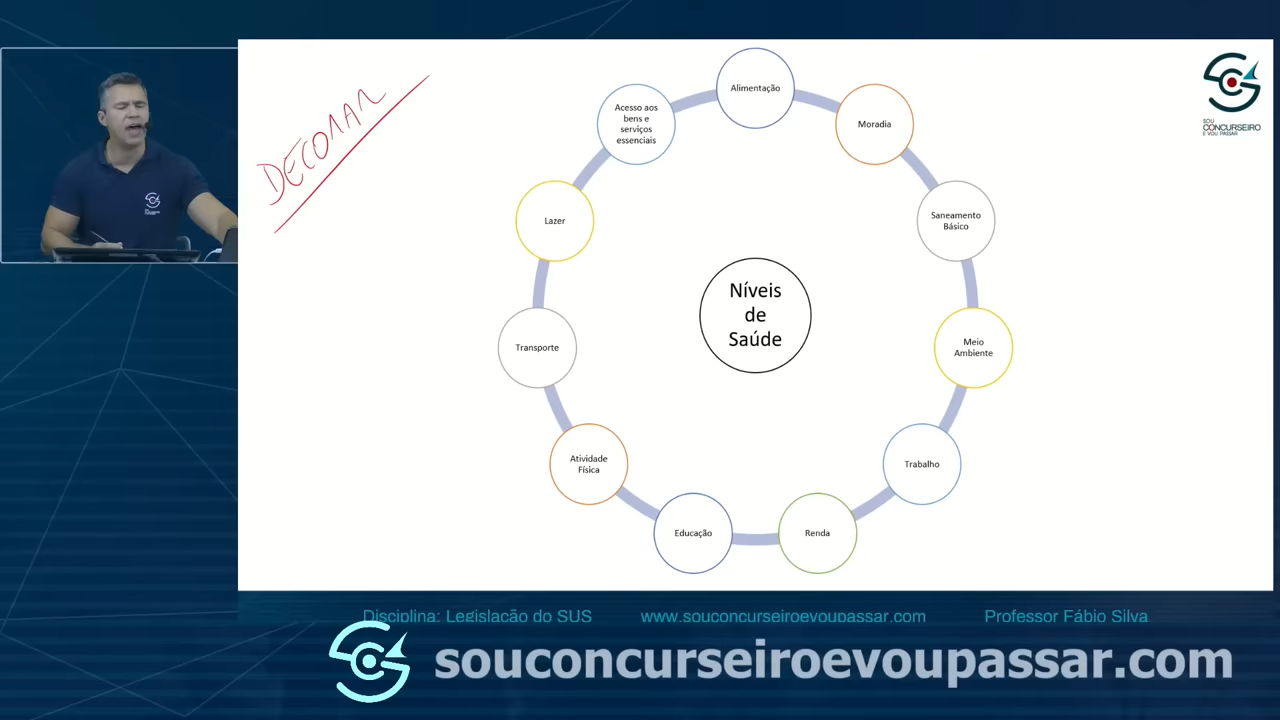 DECORAR
Alimentação
Moradia
Saneamento
Básico
Meio
Ambiente
Trabalho
Renda
Educação
Atividade
Física
Transporte
Lazer
Acesso aos
bens e
serviços
essenciais
Níveis
de
Saúde
SOU
CONCURSEIRO
E VOU PASSAR
Disciplina: Legislação do SUS
www.souconcurseiroevoupassar.com
Professor Fábio Silva
souconcurseiroevoupassar.com